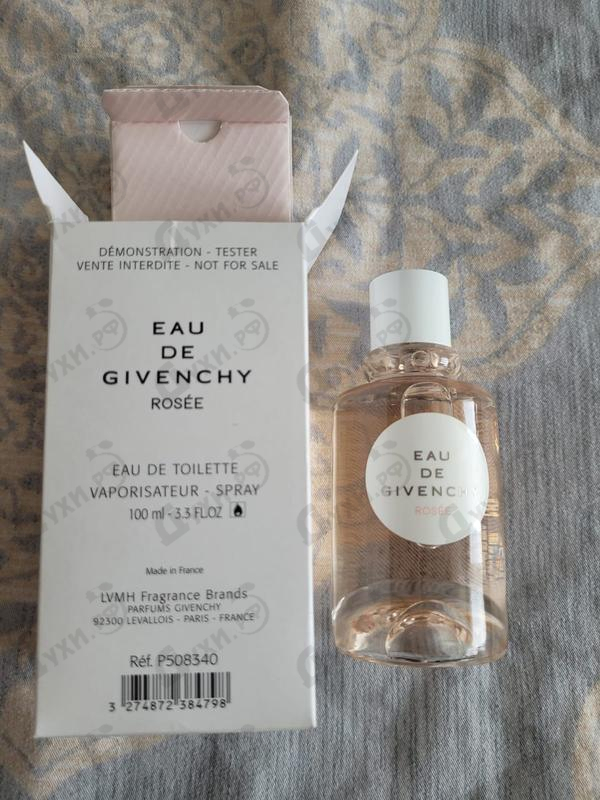 DÉMONSTRATION - TESTER
VENTE INTERDITE - NOT FOR SALE
EAU
DE
GIVENCHY
ROSÉE
EAU DE TOILETTE
VAPORISATEUR - SPRAY
100 ml - 3.3 FL.OZ
Made in France
LVMH Fragrance Brands
PARFUMS GIVENCHY
92300 LEVALLOIS - PARIS - FRANCE
Réf. P508340
3 274872 384798
EAU
DE
GIVENCHY
ROSÉE
Духи.рф